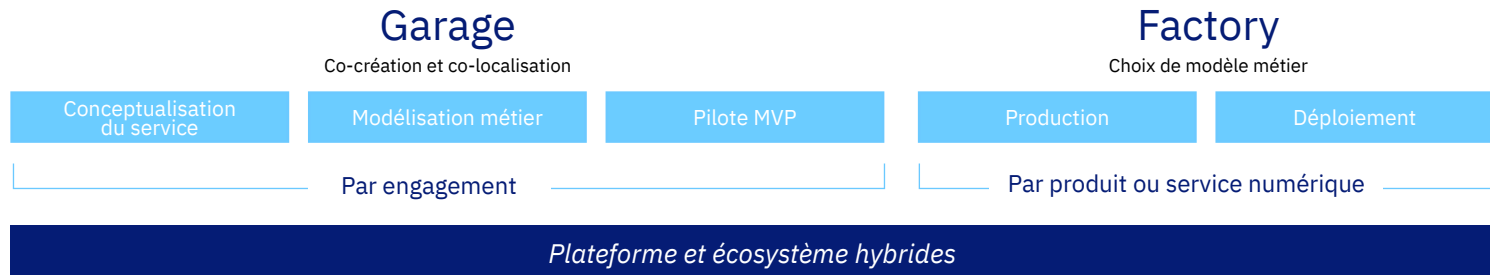 Garage
Co-création et co-localisation
Conceptualisation
du service
Modélisation métier
Pilote MVP
Par engagement
Factory
Choix de modèle métier
Production
Déploiement
Par produit ou service numérique
Plateforme et écosystème hybrides